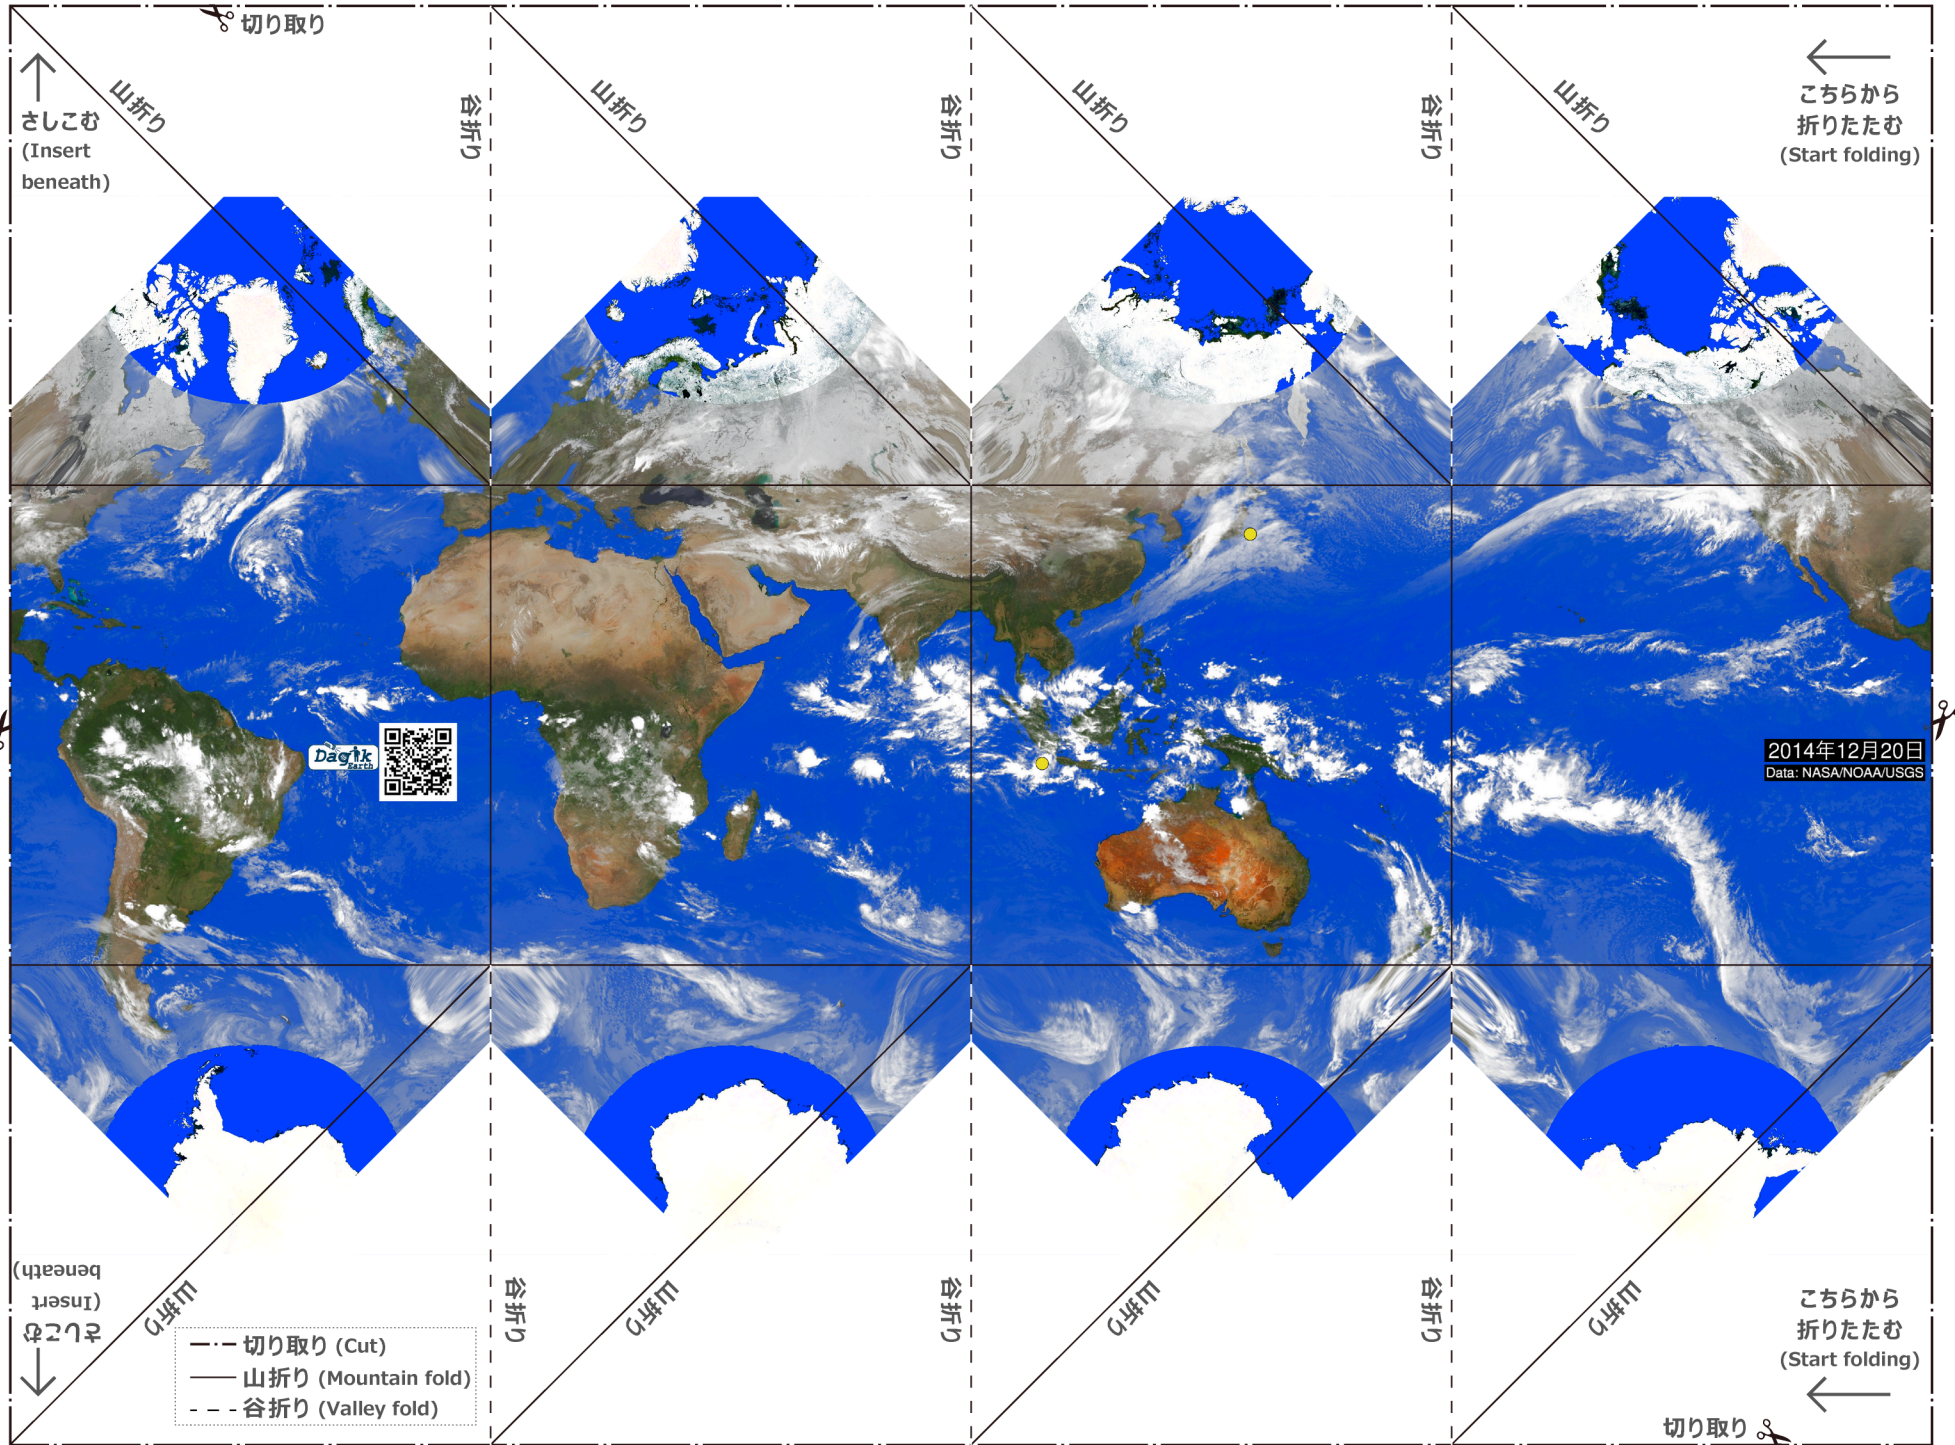 切り取り
さしこむ
(Insert
beneath)
山折り
谷折り
山折り
谷折り
山折り
谷折り
山折り
こちらから
折りたたむ
(Start folding)
Dagik
Earth
2014年12月20日
Data: NASA/NOAA/USGS
さしこむ
(Insert
beneath)
山折り
谷折り
山折り
谷折り
山折り
谷折り
山折り
こちらから
折りたたむ
(Start folding)
切り取り (Cut)
山折り (Mountain fold)
谷折り (Valley fold)
切り取り